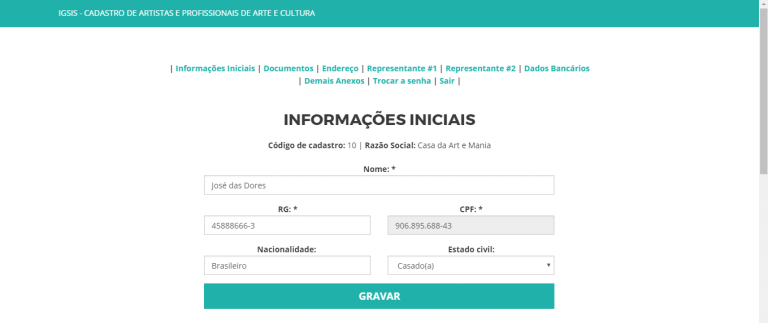 IGSIS - CADASTRO DE ARTISTAS E PROFISSIONAIS DE ARTE E CULTURA
| Informações Iniciais | Documentos | Endereço | Representante #1 | Representante #2 | Dados Bancários
| Demais Anexos | Trocar a senha | Sair |
INFORMAÇÕES INICIAIS
Código de cadastro: 10 | Razão Social: Casa da Art e Mania
Nome: *
José das Dores
RG: * CPF: *
45888666-3 906.895.688-43
Nacionalidade: Estado civil:
Brasileiro Casado(a)
GRAVAR